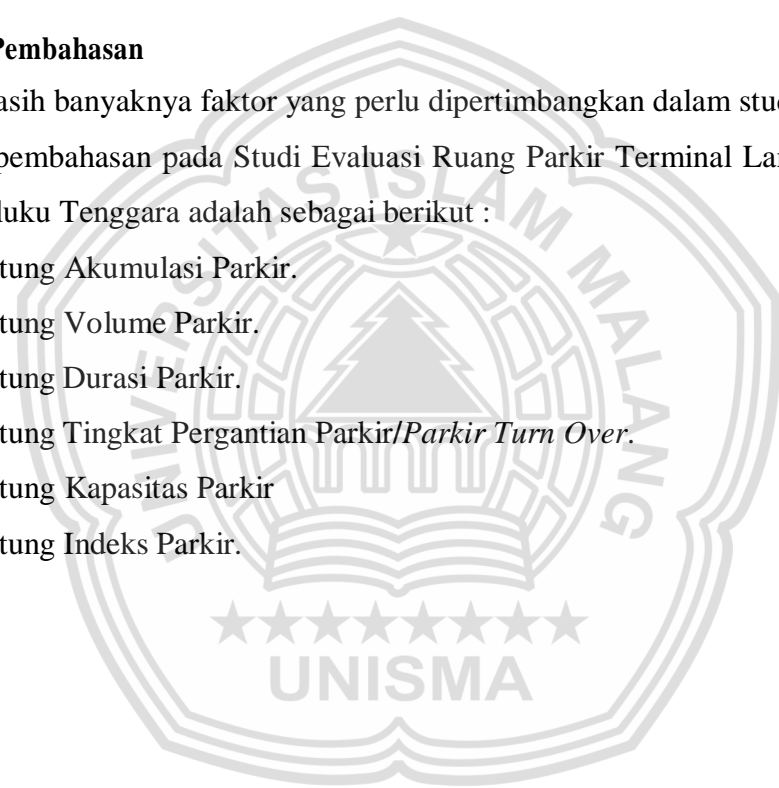 Pembahasan
asih banyaknya faktor yang perlu dipertimbangkan dalam stu
pembahasan pada Studi Evaluasi Ruang Parkir Terminal La
luku Tenggara adalah sebagai berikut :
tung Akumulasi Parkir.
tung Volume Parkir.
tung Durasi Parkir.
tung Tingkat Pergantian Parkir/Parkir Turn Over.
tung Kapasitas Parkir
tung Indeks Parkir.
UNIVERSITAS ISLAM MALANG
UNISMA